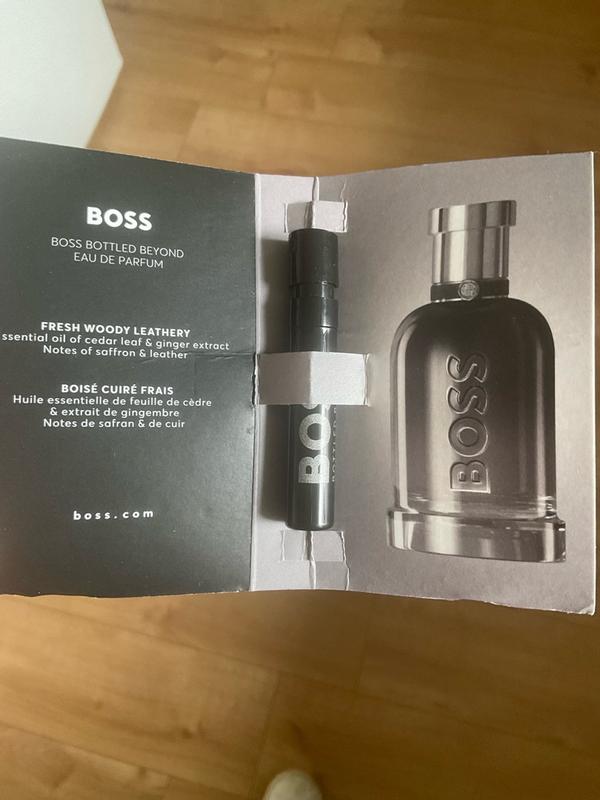 BOSS
BOSS BOTTLED BEYOND
EAU DE PARFUM
FRESH WOODY LEATHERY
ssential oil of cedar leaf & ginger extract
Notes of saffron & leather
BOISÉ CUIRÉ FRAIS
Huile essentielle de feuille de cèdre
& extrait de gingembre
Notes de safran & de cuir
boss.com
BOS
BOTTLED
BOSS